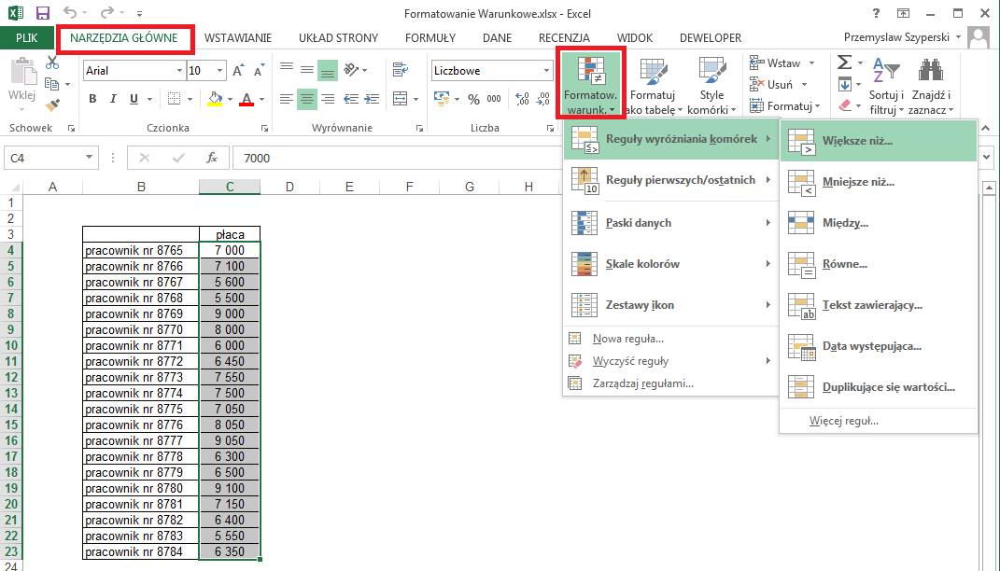 Formatowanie Warunkowe.xlsx - Excel
?
PLIK NARZĘDZIA GŁÓWNE WSTAWIANIE UKŁAD STRONY FORMUŁY DANE RECENZJA WIDOK DEWELOPER Przemyslaw Szyperski
Wklej
Schowek
Arial 10 A A
B I U A
Czcionka
Wyrównanie
Liczbowe
% 000
,00 ,0
Liczba
Formatow. warunk.
Formatuj jako tabelę
Style komórki
Wstaw
Usuń
Formatuj
Σ
Sortuj i filtruj
Znajdź i zaznacz
C4 fx 7000
A B C D E F G H
1
2
3 płaca
4 pracownik nr 8765 7 000
5 pracownik nr 8766 7 100
6 pracownik nr 8767 5 600
7 pracownik nr 8768 5 500
8 pracownik nr 8769 9 000
9 pracownik nr 8770 8 000
10 pracownik nr 8771 6 000
11 pracownik nr 8772 6 450
12 pracownik nr 8773 7 550
13 pracownik nr 8774 7 500
14 pracownik nr 8775 7 050
15 pracownik nr 8776 8 050
16 pracownik nr 8777 9 050
17 pracownik nr 8778 6 300
18 pracownik nr 8779 6 500
19 pracownik nr 8780 9 100
20 pracownik nr 8781 7 150
21 pracownik nr 8782 6 400
22 pracownik nr 8783 5 550
23 pracownik nr 8784 6 350
24
Reguły wyróżniania komórek
Reguły pierwszych/ostatnich
Paski danych
Skale kolorów
Zestawy ikon
Nowa reguła...
Wyczyść reguły
Zarządzaj regułami...
Większe niż...
Mniejsze niż...
Między...
Równe...
Tekst zawierający...
Data występująca...
Duplikujące się wartości...
Więcej reguł...